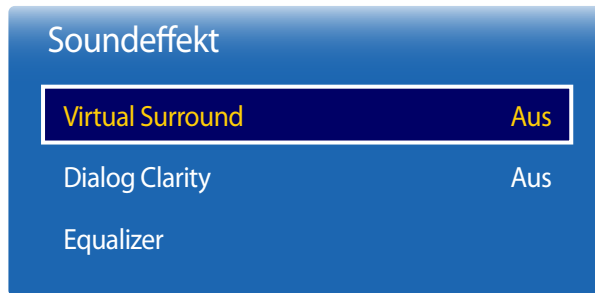 Soundeffekt
Virtual Surround Aus
Dialog Clarity Aus
Equalizer